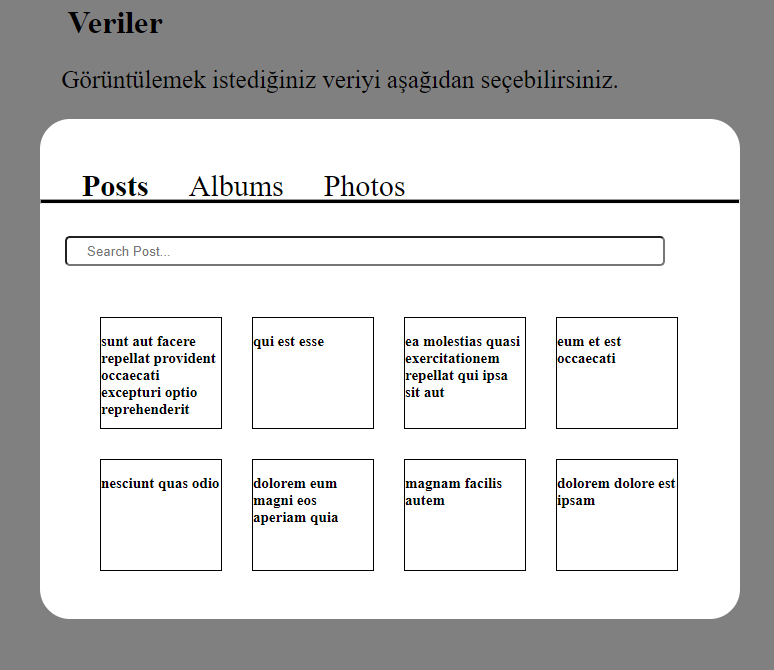 Veriler
Görüntülemek istediğiniz veriyi aşağıdan seçebilirsiniz.
Posts Albums Photos
Search Post...
sunt aut facere
repellat provident
occaecati
excepturi optio
reprehenderit
qui est esse
ea molestias quasi
exercitationem
repellat qui ipsa
sit aut
eum et est
occaecati
nesciunt quas odio
dolorem eum
magni eos
aperiam quia
magnam facilis
autem
dolorem dolore est
ipsam